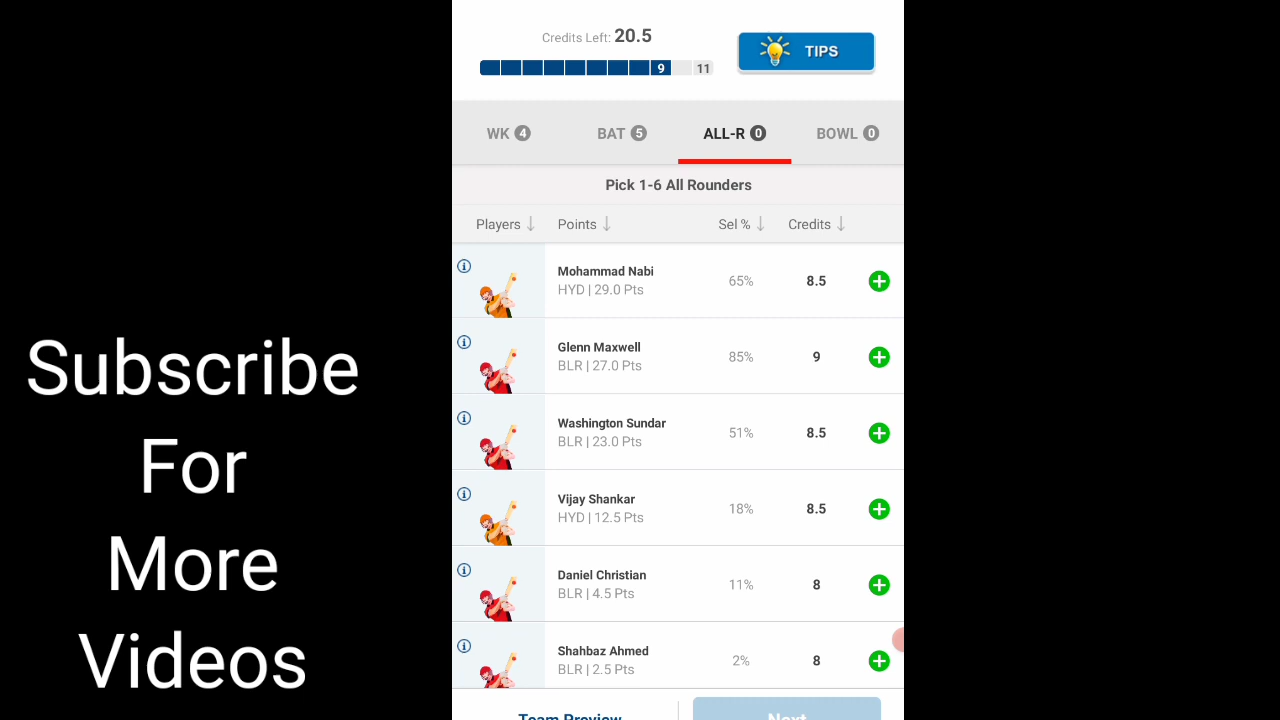 Credits Left: 20.5
9 11
TIPS
WK 4 BAT 5 ALL-R 0 BOWL 0
Pick 1-6 All Rounders
Players Points Sel % Credits
Mohammad Nabi
HYD | 29.0 Pts 65% 8.5
Glenn Maxwell
BLR | 27.0 Pts 85% 9
Washington Sundar
BLR | 23.0 Pts 51% 8.5
Vijay Shankar
HYD | 12.5 Pts 18% 8.5
Daniel Christian
BLR | 4.5 Pts 11% 8
Shahbaz Ahmed
BLR | 2.5 Pts 2% 8
Team Preview Next
Subscribe
For
More
Videos